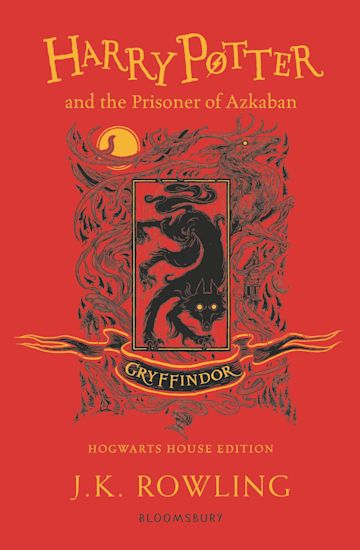 HARRY POTTER
and the Prisoner of Azkaban
GRYFFINDOR
HOGWARTS HOUSE EDITION
J.K. ROWLING
BLOOMSBURY